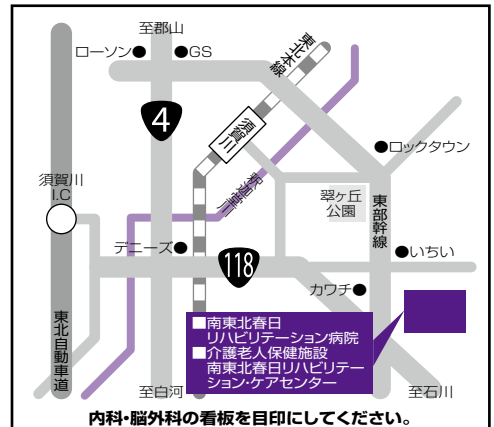 至郡山
ローソン●
●GS
東北本線
4
須賀川
●ロックタウン
釈迦堂川
須賀川
I.C
翠ヶ丘
公園
東部幹線
デニーズ●
118
●いちい
カワチ●
東北自動車道
■南東北春日
リハビリテーション病院
■介護老人保健施設
南東北春日リハビリテー
ション・ケアセンター
至白河
至石川
内科・脳外科の看板を目印にしてください。